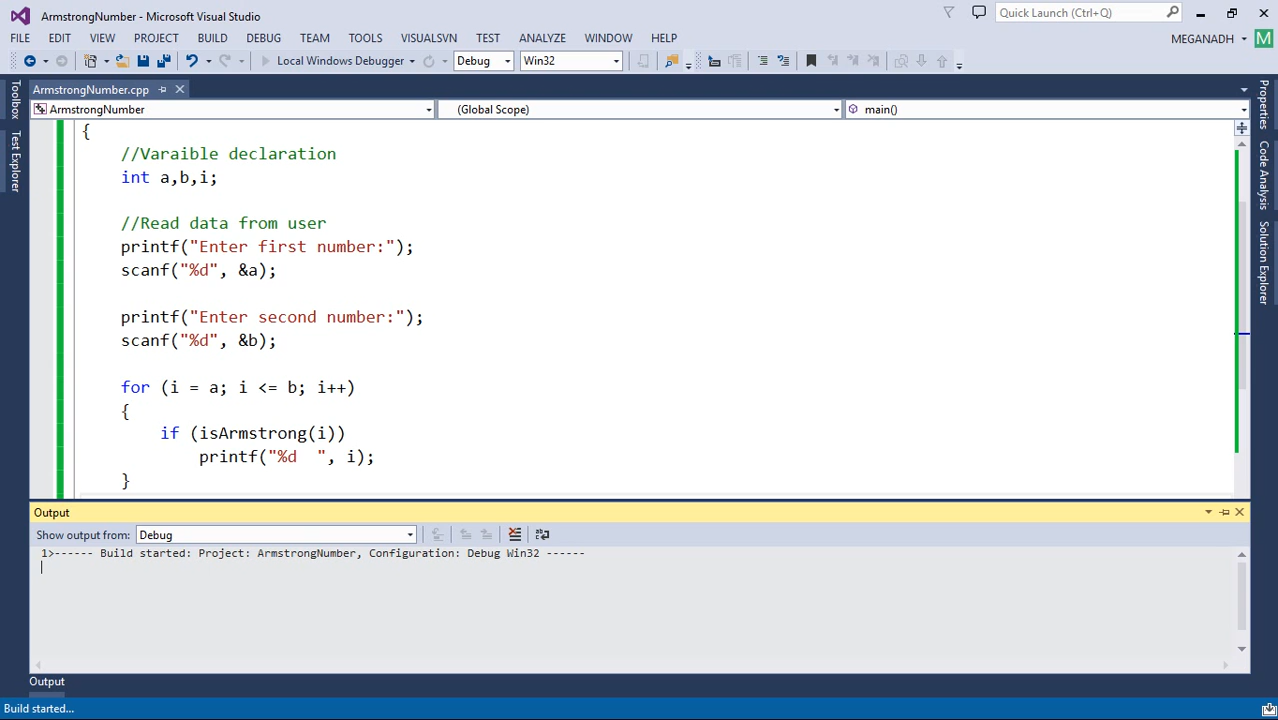 ArmstrongNumber - Microsoft Visual Studio
Quick Launch (Ctrl+Q)
FILE EDIT VIEW PROJECT BUILD DEBUG TEAM TOOLS VISUALSVN TEST ANALYZE WINDOW HELP
MEGANADH M
Local Windows Debugger Debug Win32
Toolbox
Test Explorer
ArmstrongNumber.cpp
ArmstrongNumber (Global Scope) main()
{
//Varaible declaration
int a,b,i;
//Read data from user
printf("Enter first number:");
scanf("%d", &a);
printf("Enter second number:");
scanf("%d", &b);
for (i = a; i <= b; i++)
{
if (isArmstrong(i))
printf("%d  ", i);
}
Properties
Code Analysis
Solution Explorer
Output
Show output from: Debug
1>------ Build started: Project: ArmstrongNumber, Configuration: Debug Win32 ------
Output
Build started...